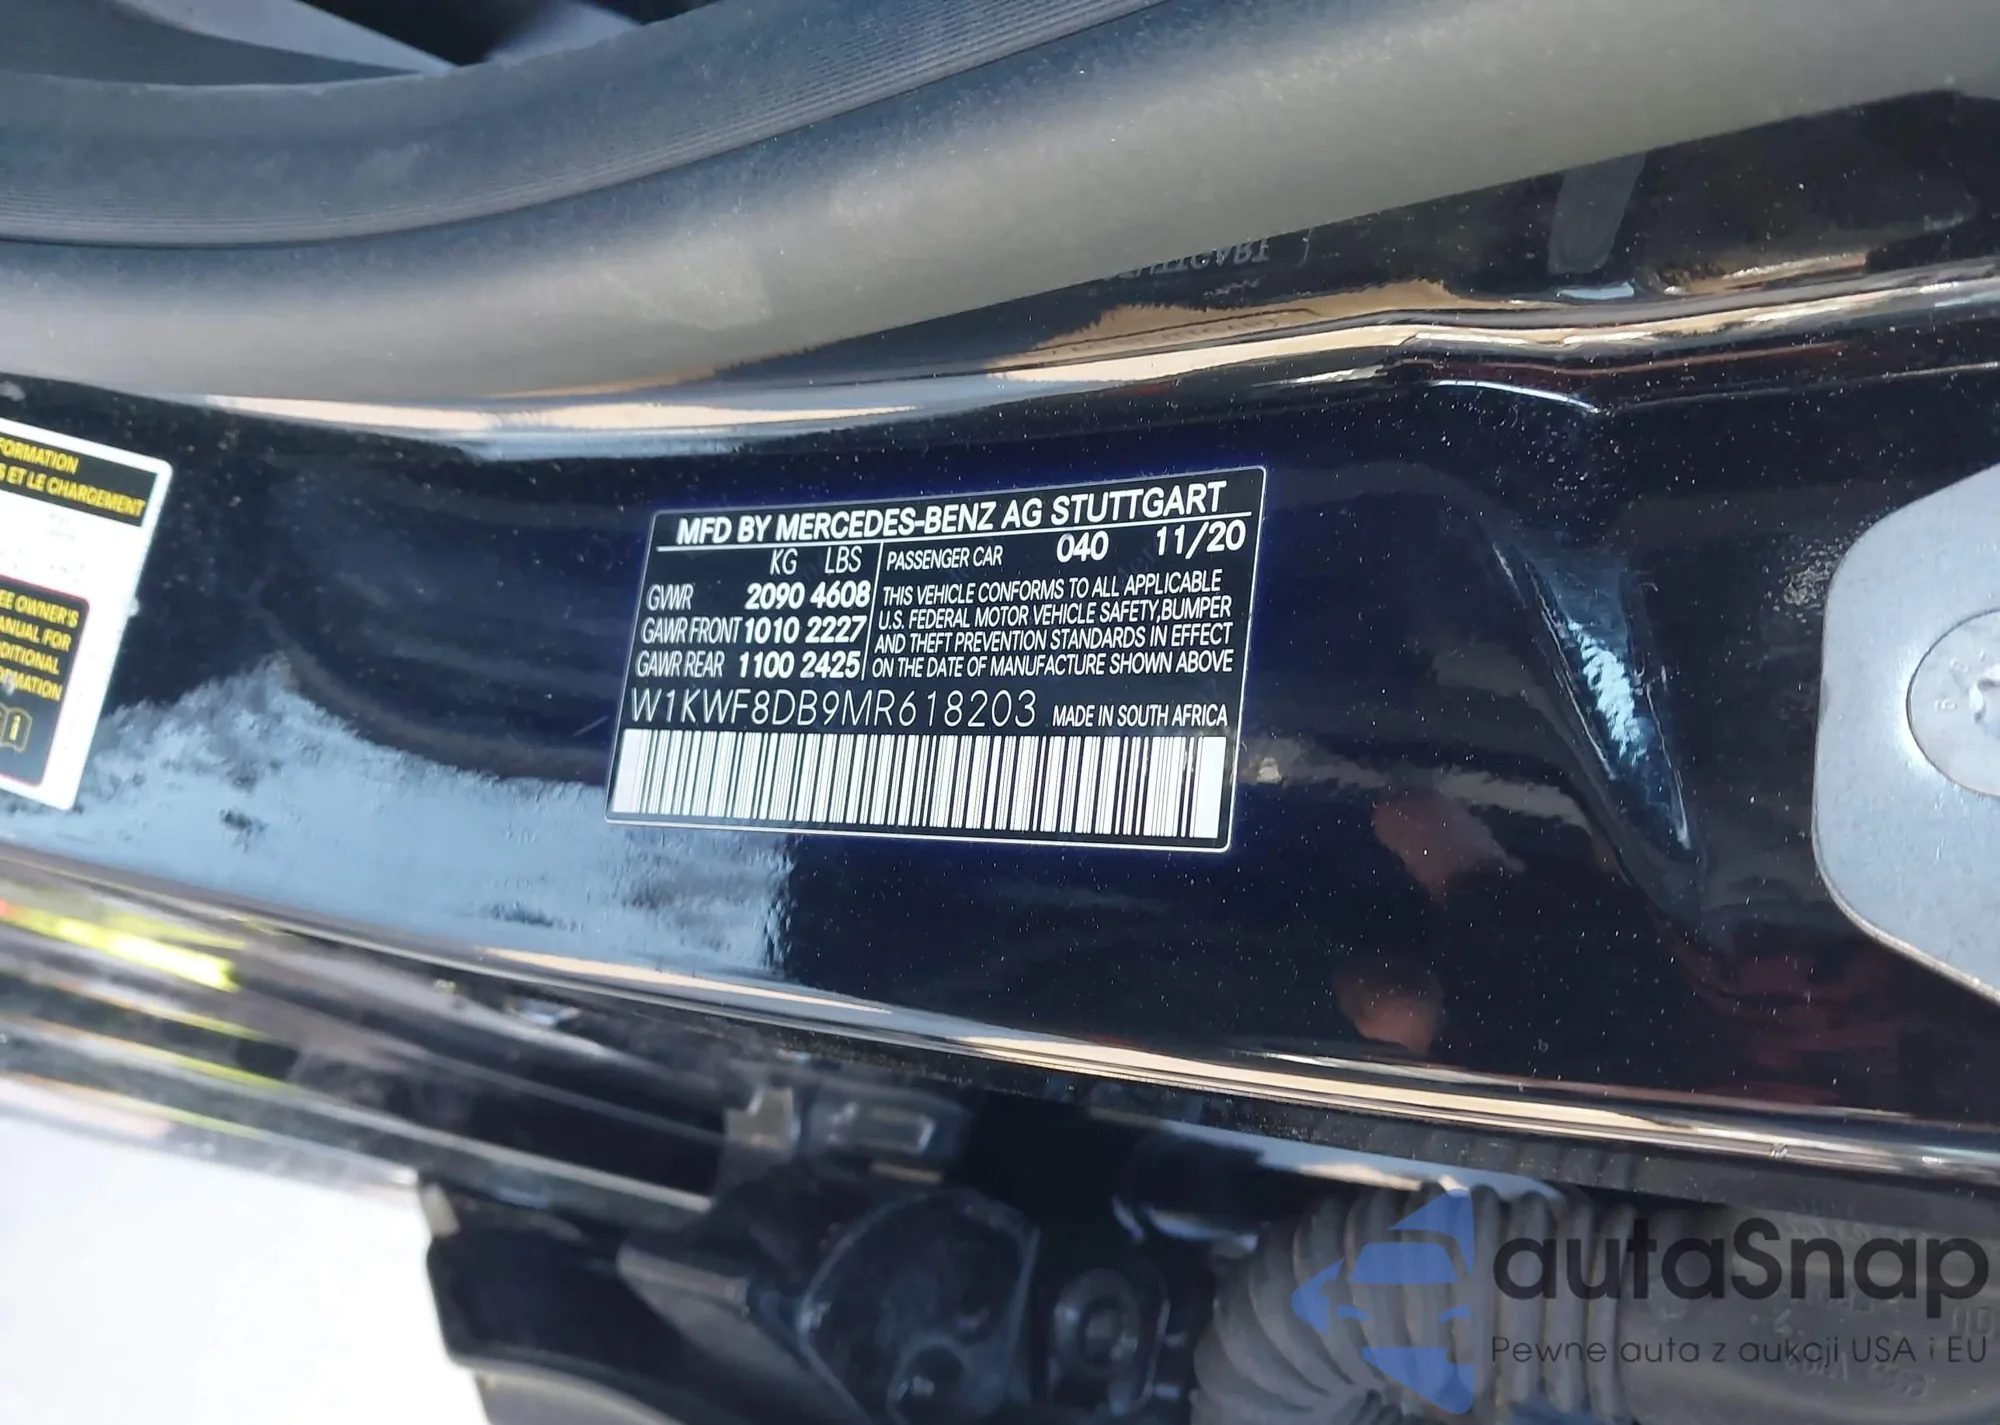 FORMATION
S ET LE CHARGEMENT
EE OWNER'S
ANUAL FOR
DITIONAL
ORMATION
MFD BY MERCEDES-BENZ AG STUTTGART
KG LBS PASSENGER CAR 040 11/20
GVWR 2090 4608 THIS VEHICLE CONFORMS TO ALL APPLICABLE
U.S. FEDERAL MOTOR VEHICLE SAFETY,BUMPER
GAWR FRONT 1010 2227 AND THEFT PREVENTION STANDARDS IN EFFECT
GAWR REAR 1100 2425 ON THE DATE OF MANUFACTURE SHOWN ABOVE
W1KWF8DB9MR618203 MADE IN SOUTH AFRICA
autaSnap
Pewne auta z aukcji USA i EU